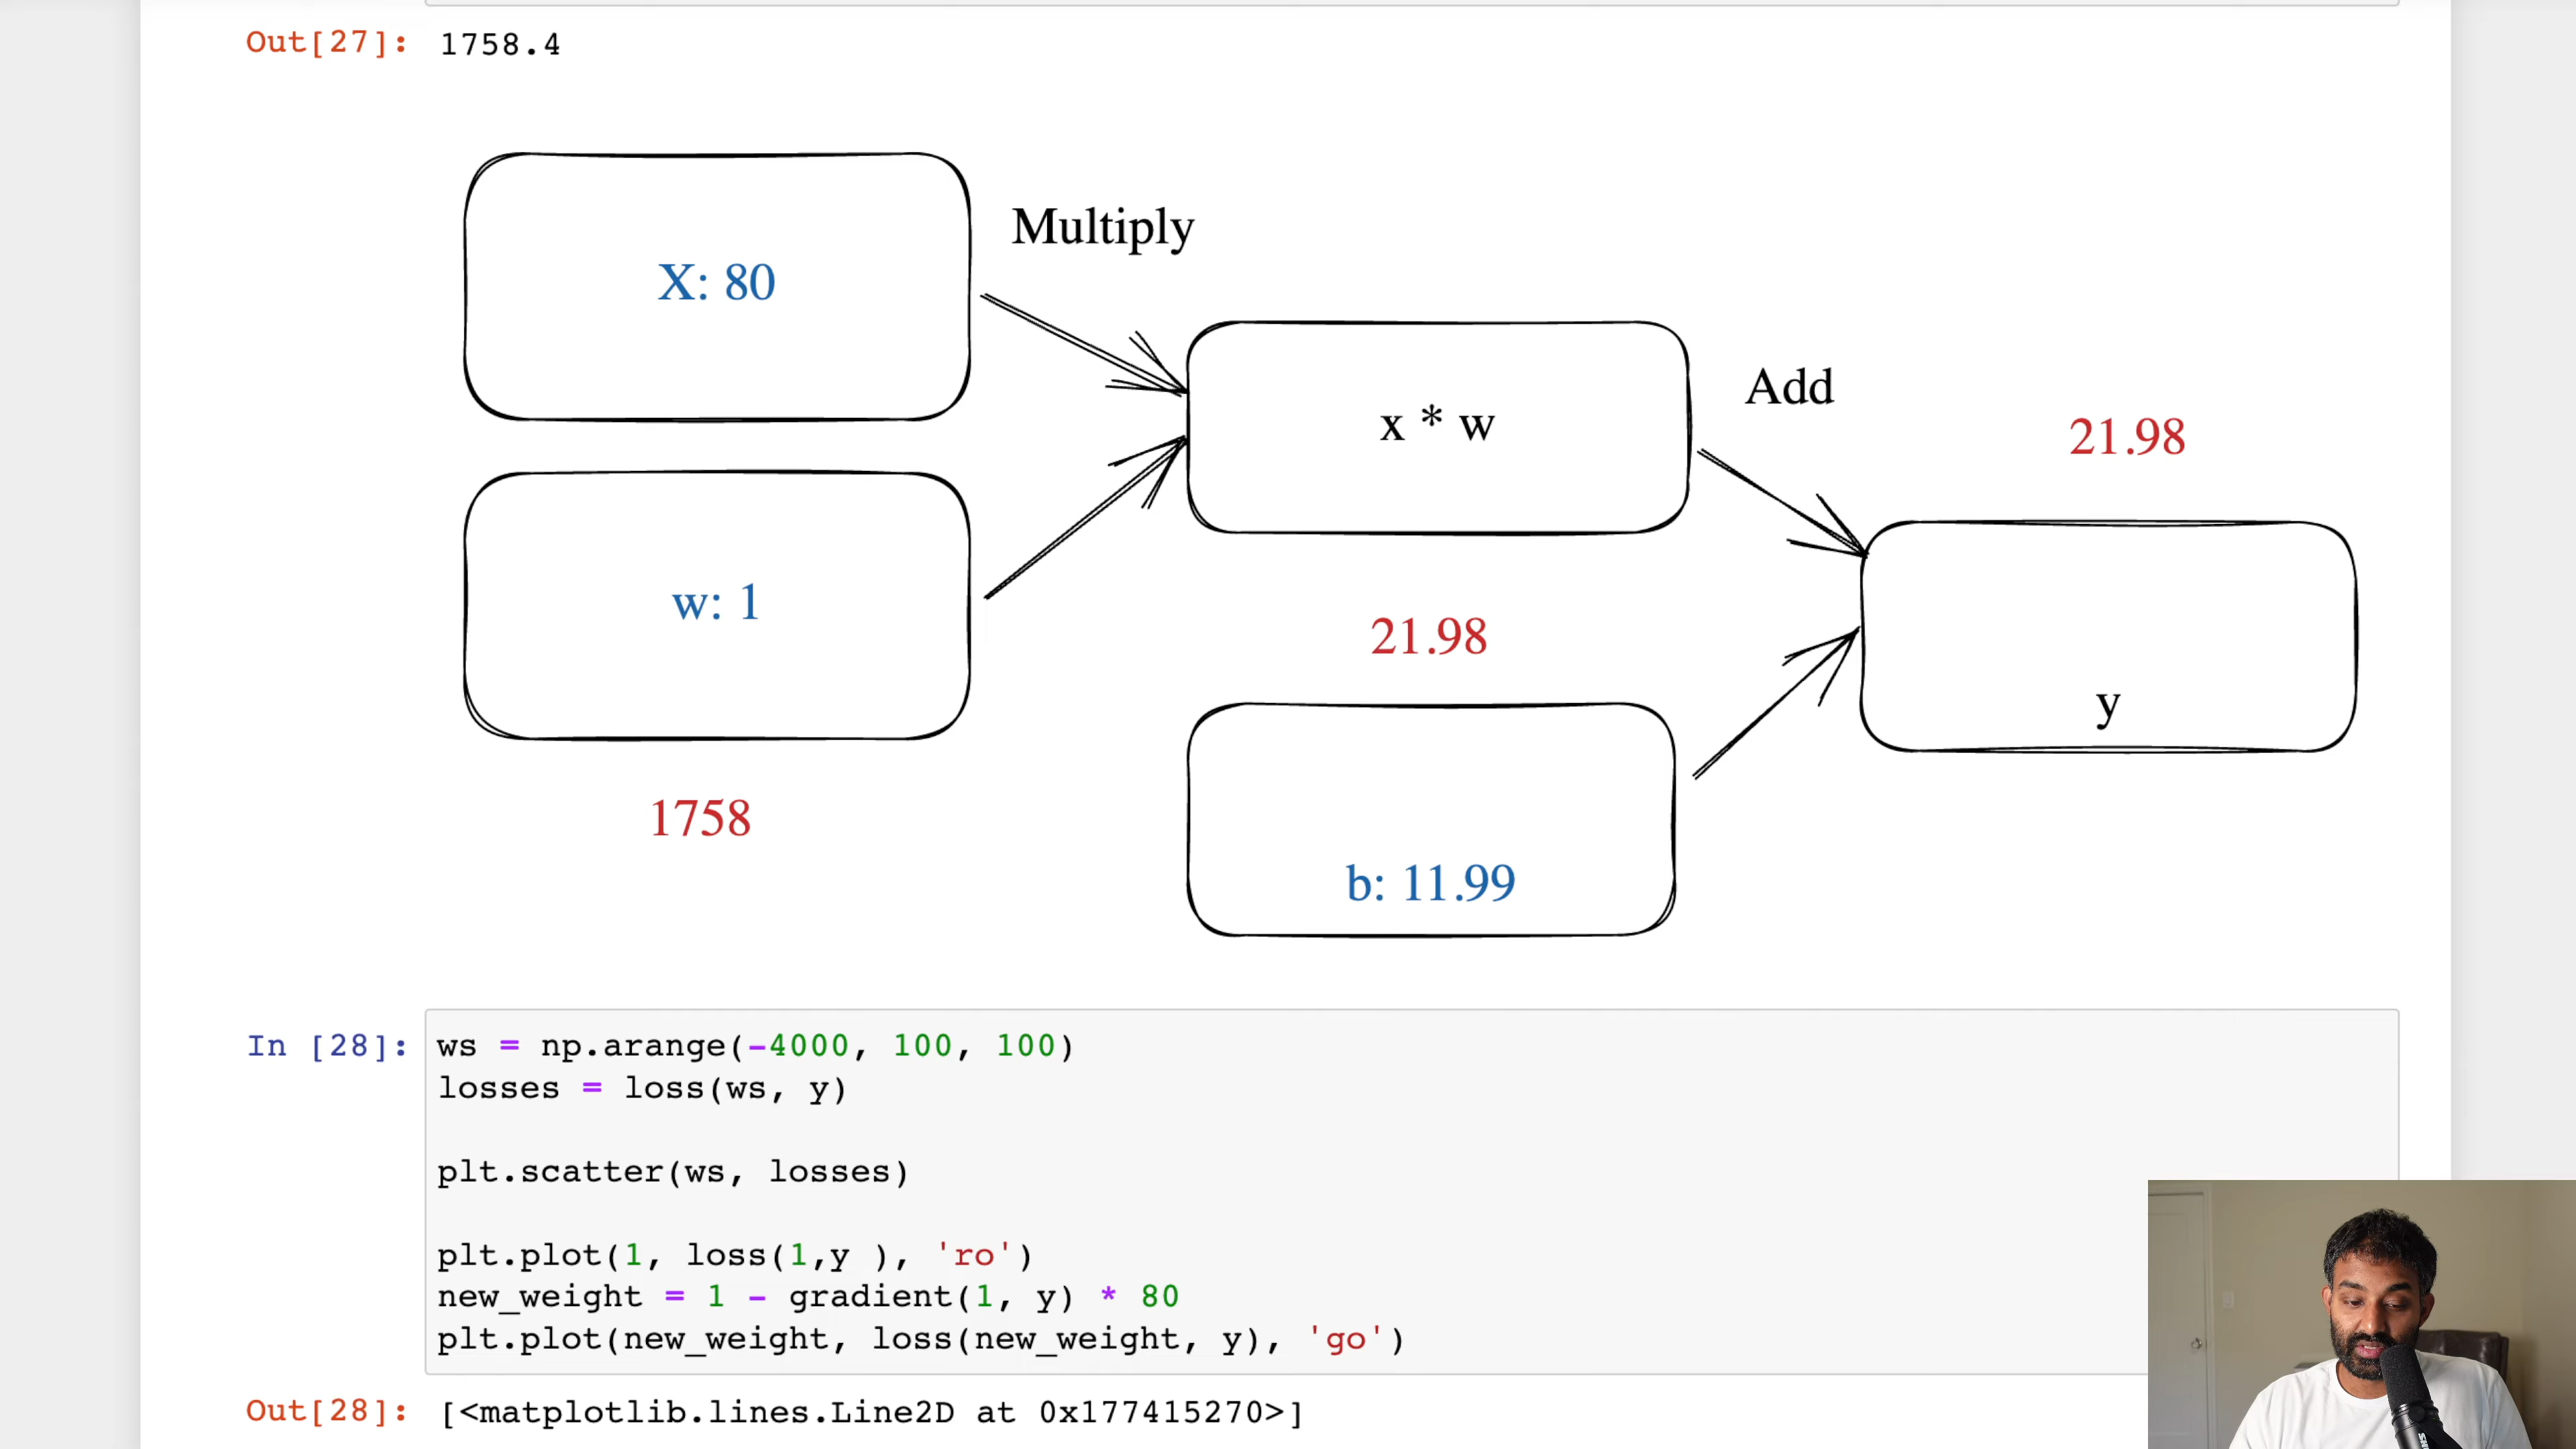 Out[27]: 1758.4
Multiply
X: 80
Add
x * w
21.98
w: 1
21.98
y
1758
b: 11.99
In [28]: ws = np.arange(-4000, 100, 100)
losses = loss(ws, y)
plt.scatter(ws, losses)
plt.plot(1, loss(1,y ), 'ro')
new_weight = 1 - gradient(1, y) * 80
plt.plot(new_weight, loss(new_weight, y), 'go')
Out[28]: [<matplotlib.lines.Line2D at 0x177415270>]